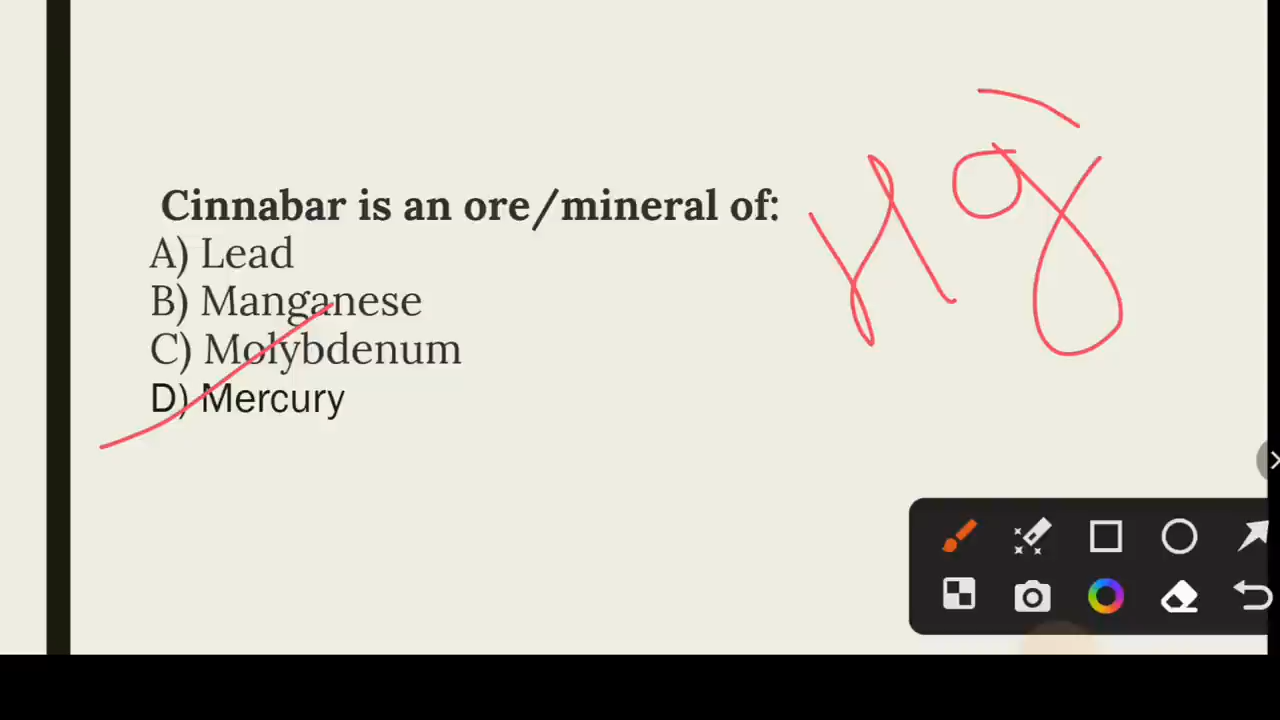 Cinnabar is an ore/mineral of:
A) Lead
B) Manganese
C) Molybdenum
D) Mercury
Hg